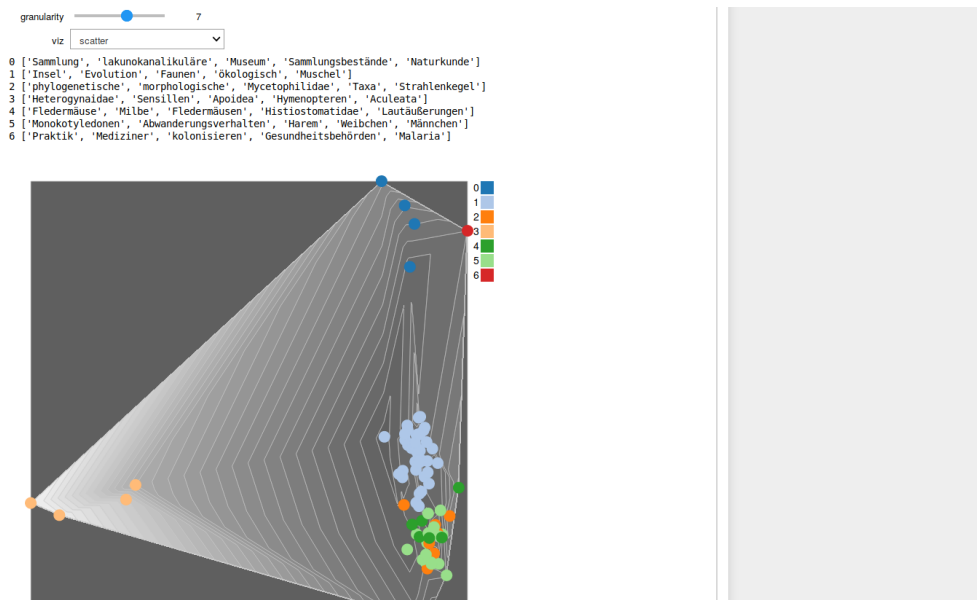 granularity 7
viz scatter
0 ['Sammlung', 'lakunokanalikuläre', 'Museum', 'Sammlungsbestände', 'Naturkunde']
1 ['Insel', 'Evolution', 'Faunen', 'ökologisch', 'Muschel']
2 ['phylogenetische', 'morphologische', 'Mycetophilidae', 'Taxa', 'Strahlenkegel']
3 ['Heterogynaidae', 'Sensillen', 'Apoidea', 'Hymenopteren', 'Aculeata']
4 ['Fledermäuse', 'Milbe', 'Fledermäusen', 'Histiostomatidae', 'Lautäußerungen']
5 ['Monokotyledonen', 'Abwanderungsverhalten', 'Harem', 'Weibchen', 'Männchen']
6 ['Praktik', 'Mediziner', 'kolonisieren', 'Gesundheitsbehörden', 'Malaria']
0
1
2
3
4
5
6